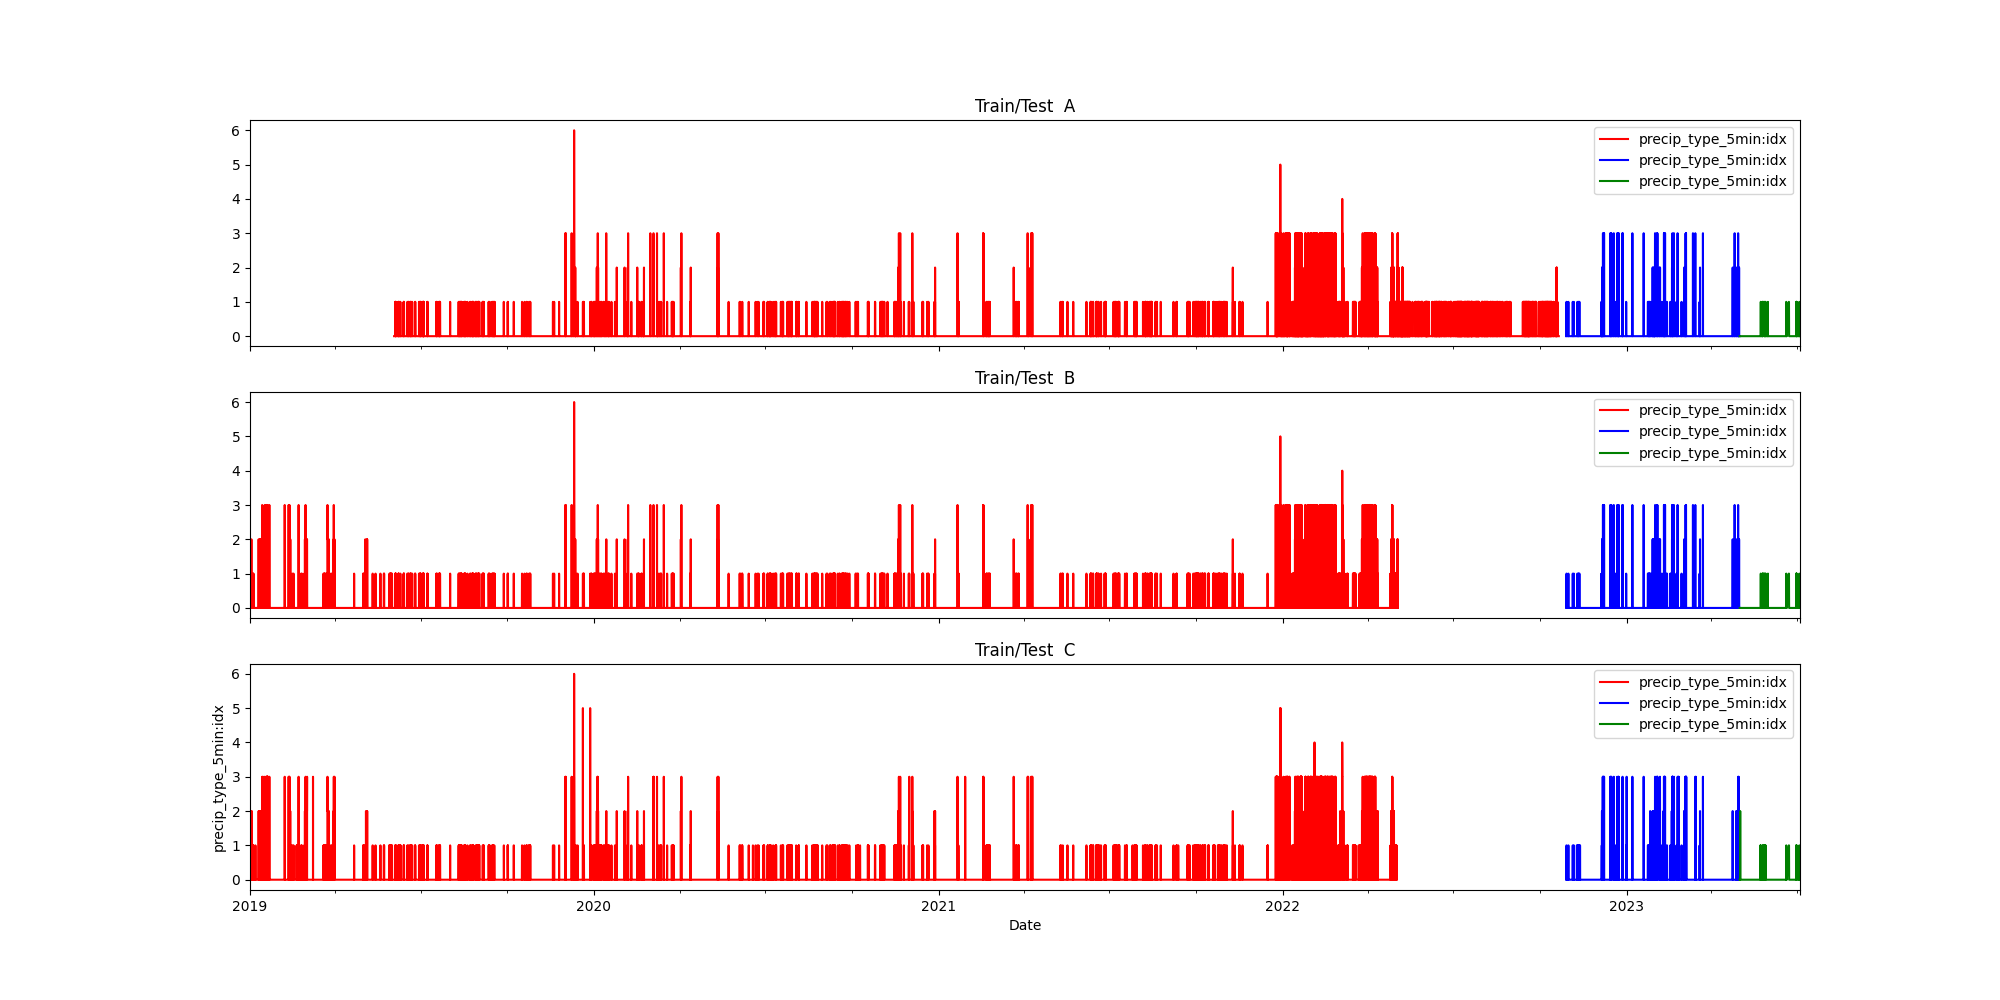 Train/Test  A
6
5
4
3
2
1
0
precip_type_5min:idx
precip_type_5min:idx
precip_type_5min:idx
Train/Test  B
6
5
4
3
2
1
0
precip_type_5min:idx
precip_type_5min:idx
precip_type_5min:idx
Train/Test  C
precip_type_5min:idx
6
5
4
3
2
1
0
precip_type_5min:idx
precip_type_5min:idx
precip_type_5min:idx
2019 2020 2021 2022 2023
Date